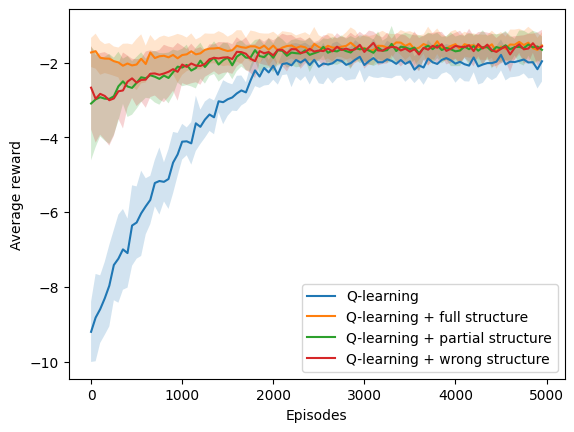 Average reward
−2
−4
−6
−8
−10
0
1000
2000
3000
4000
5000
Episodes
Q-learning
Q-learning + full structure
Q-learning + partial structure
Q-learning + wrong structure